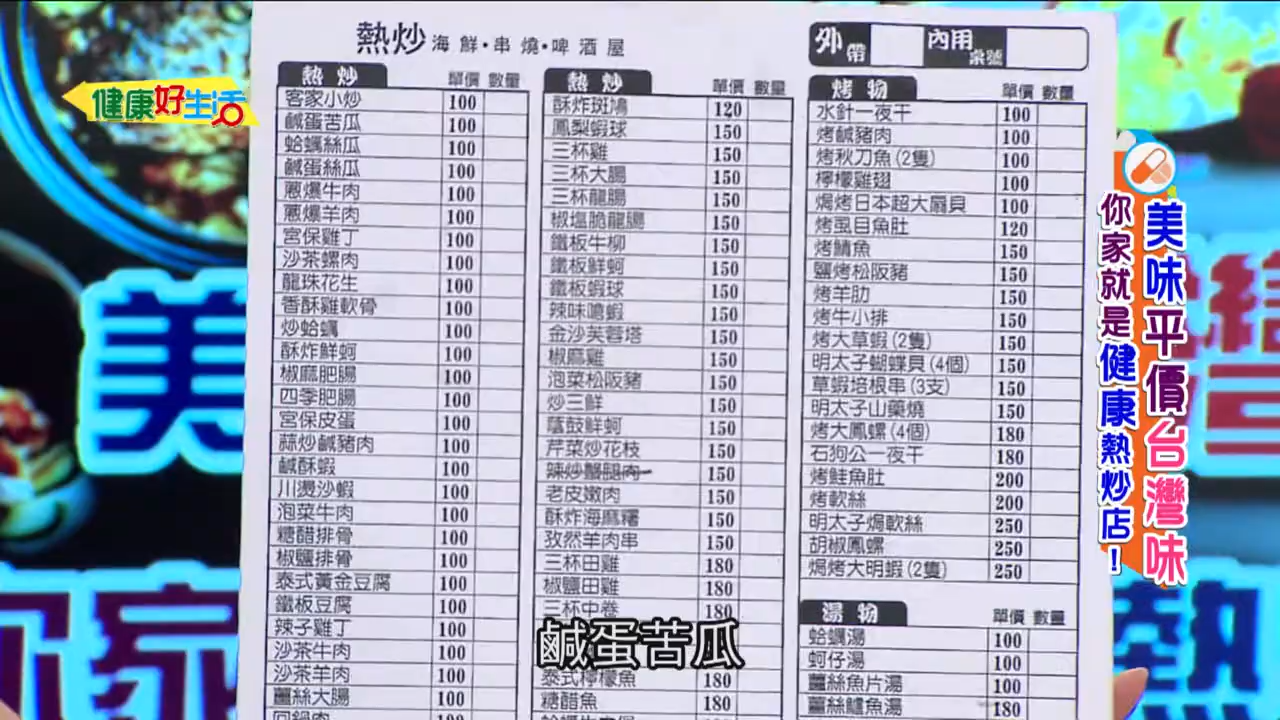 熱炒 海鮮·串燒·啤酒屋
外帶
內用 桌號
健康好生活
熱炒 單價 數量
客家小炒 100
鹹蛋苦瓜 100
蛤蠣絲瓜 100
鹹蛋絲瓜 100
蔥爆牛肉 100
蔥爆羊肉 100
宮保雞丁 100
沙茶螺肉 100
龍珠花生 100
香酥雞軟骨 100
炒蛤蠣 100
酥炸鮮蚵 100
椒麻肥腸 100
四季肥腸 100
宮保皮蛋 100
蒜炒鹹豬肉 100
鹹酥蝦 100
川燙沙蝦 100
泡菜牛肉 100
糖醋排骨 100
椒鹽排骨 100
泰式黃金豆腐 100
鐵板豆腐 100
辣子雞丁 100
沙茶牛肉 100
沙茶羊肉 100
薑絲大腸 100
回鍋肉 100
熱炒 單價 數量
酥炸斑鳩 120
鳳梨蝦球 150
三杯雞 150
三杯大腸 150
三杯龍腸 150
椒塩脆龍腸 150
鐵板牛柳 150
鐵板鮮蚵 150
鐵板蝦球 150
辣味嗆蝦 150
金沙芙蓉塔 150
椒麻雞 150
泡菜松阪豬 150
炒三鮮 150
蔭鼓鮮蚵 150
芹菜炒花枝 150
辣炒蟹腿肉 150
老皮嫩肉 150
酥炸海麻糬 150
孜然羊肉串 150
三杯田雞 180
椒鹽田雞 180
三杯中卷 180
泰式檸檬魚 180
糖醋魚 180
烤物 單價 數量
水針一夜干 100
烤鹹豬肉 100
烤秋刀魚(2隻) 100
檸檬雞翅 100
焗烤日本超大扇貝 100
烤虱目魚肚 120
烤鯖魚 150
鹽烤松阪豬 150
烤羊肋 150
烤牛小排 150
烤大草蝦(2隻) 150
明太子蝴蝶貝(4個) 150
草蝦培根串(3支) 150
明太子山藥燒 150
烤大鳳螺(4個) 180
石狗公一夜干 180
烤鮭魚肚 200
烤軟絲 200
明太子焗軟絲 250
胡椒鳳螺 250
焗烤大明蝦(2隻) 250
湯物 單價 數量
蛤蠣湯 100
蚵仔湯 100
薑絲魚片湯 100
薑絲鱸魚湯 180
美味平價台灣味
你家就是健康熱炒店！
鹹蛋苦瓜
美
你家
熱